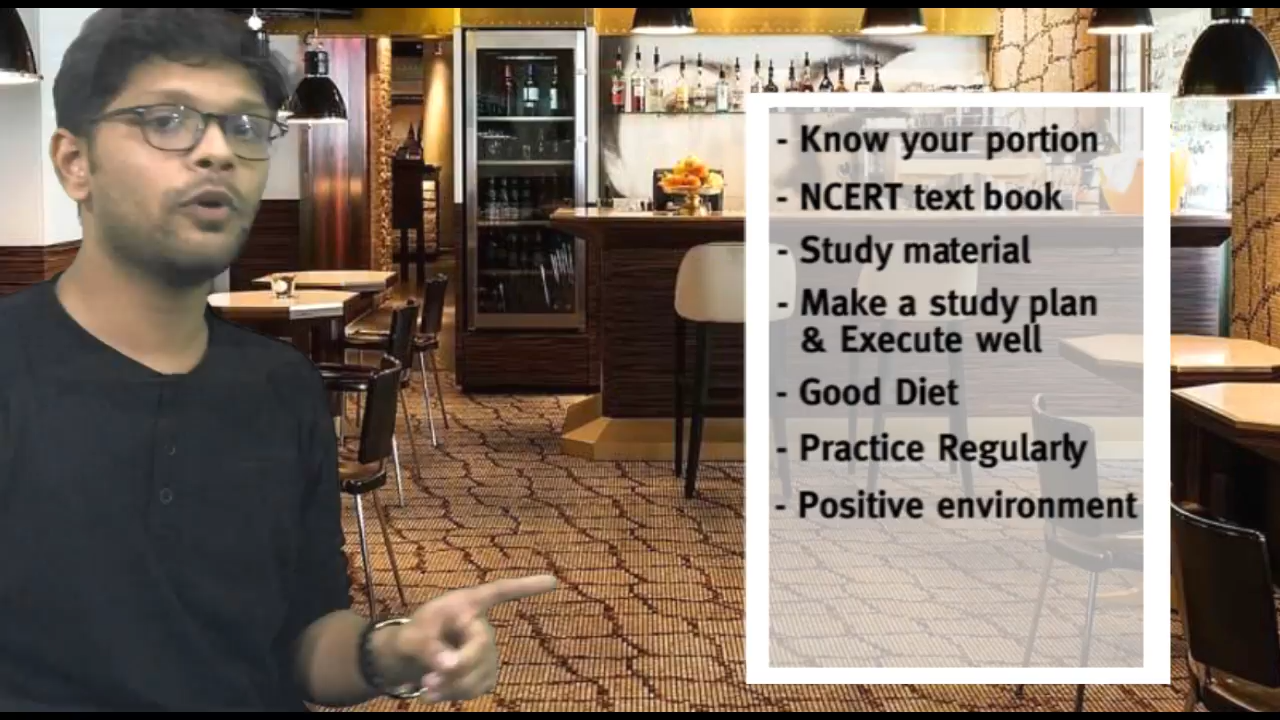 - Know your portion
- NCERT text book
- Study material
- Make a study plan
& Execute well
- Good Diet
- Practice Regularly
- Positive environment